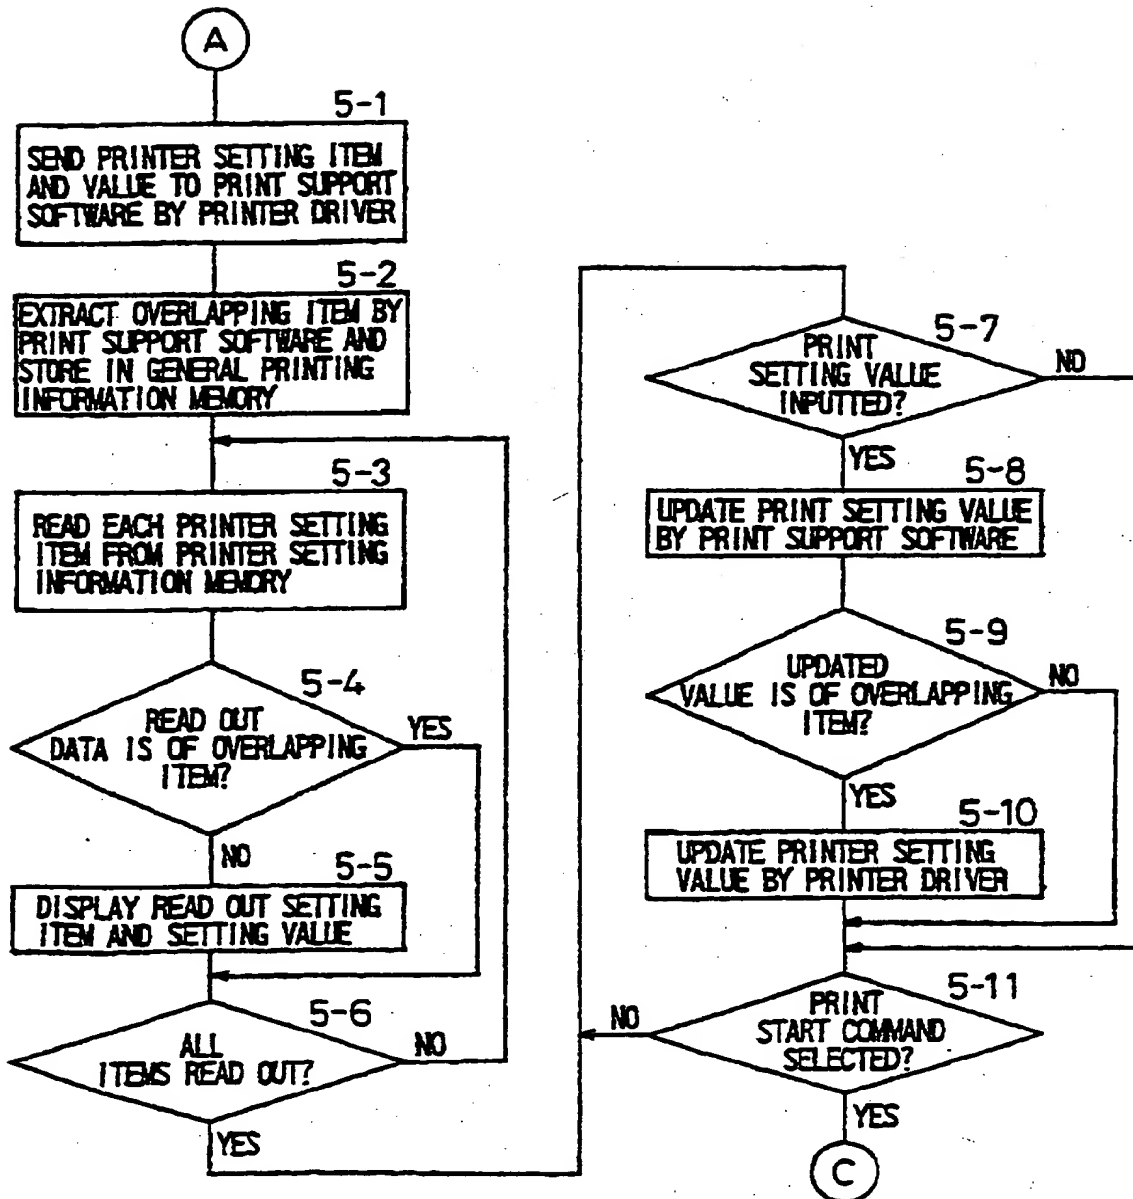 A
5-1
SEND PRINTER SETTING ITEM
AND VALUE TO PRINT SUPPORT
SOFTWARE BY PRINTER DRIVER
5-2
EXTRACT OVERLAPPING ITEM BY
PRINT SUPPORT SOFTWARE AND
STORE IN GENERAL PRINTING
INFORMATION MEMORY
5-3
READ EACH PRINTER SETTING
ITEM FROM PRINTER SETTING
INFORMATION MEMORY
5-4
READ OUT
DATA IS OF OVERLAPPING
ITEM?
YES
NO
5-5
DISPLAY READ OUT SETTING
ITEM AND SETTING VALUE
5-6
ALL
ITEMS READ OUT?
NO
YES
5-7
PRINT
SETTING VALUE
INPUTTED?
NO
YES
5-8
UPDATE PRINT SETTING VALUE
BY PRINT SUPPORT SOFTWARE
5-9
UPDATED
VALUE IS OF OVERLAPPING
ITEM?
NO
YES
5-10
UPDATE PRINTER SETTING
VALUE BY PRINTER DRIVER
5-11
PRINT
START COMMAND
SELECTED?
NO
YES
C